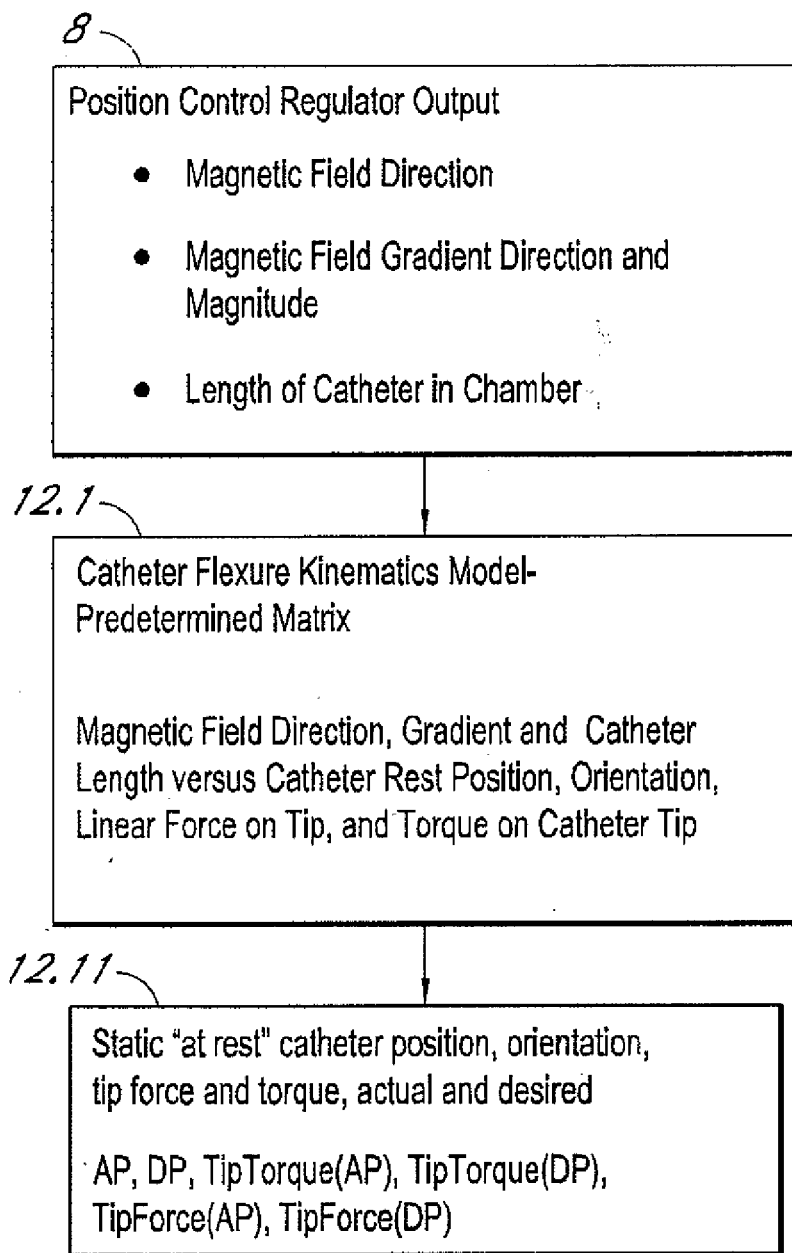 8
Position Control Regulator Output
• Magnetic Field Direction
• Magnetic Field Gradient Direction and
Magnitude
• Length of Catheter in Chamber
12.1
Catheter Flexure Kinematics Model-
Predetermined Matrix
Magnetic Field Direction, Gradient and Catheter
Length versus Catheter Rest Position, Orientation,
Linear Force on Tip, and Torque on Catheter Tip
12.11
Static "at rest" catheter position, orientation,
tip force and torque, actual and desired
AP, DP, TipTorque(AP), TipTorque(DP),
TipForce(AP), TipForce(DP)